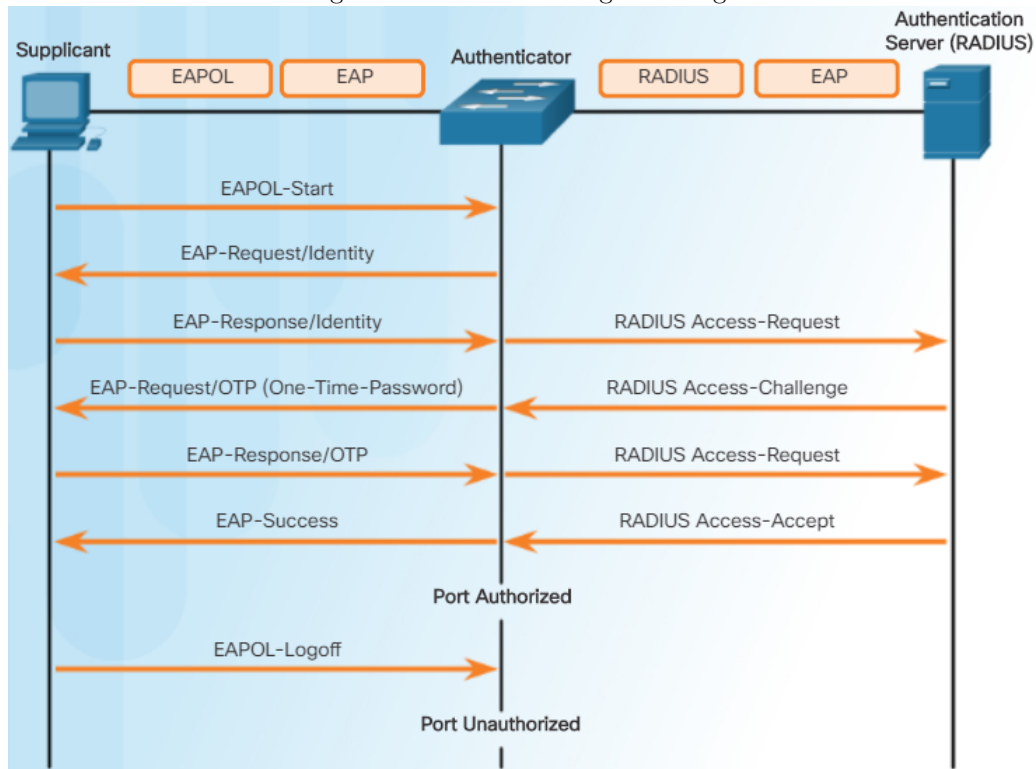 Authentication
Server (RADIUS)
Supplicant
Authenticator
EAPOL
EAP
RADIUS
EAP
EAPOL-Start
EAP-Request/Identity
EAP-Response/Identity
RADIUS Access-Request
EAP-Request/OTP (One-Time-Password)
RADIUS Access-Challenge
EAP-Response/OTP
RADIUS Access-Request
EAP-Success
RADIUS Access-Accept
Port Authorized
EAPOL-Logoff
Port Unauthorized